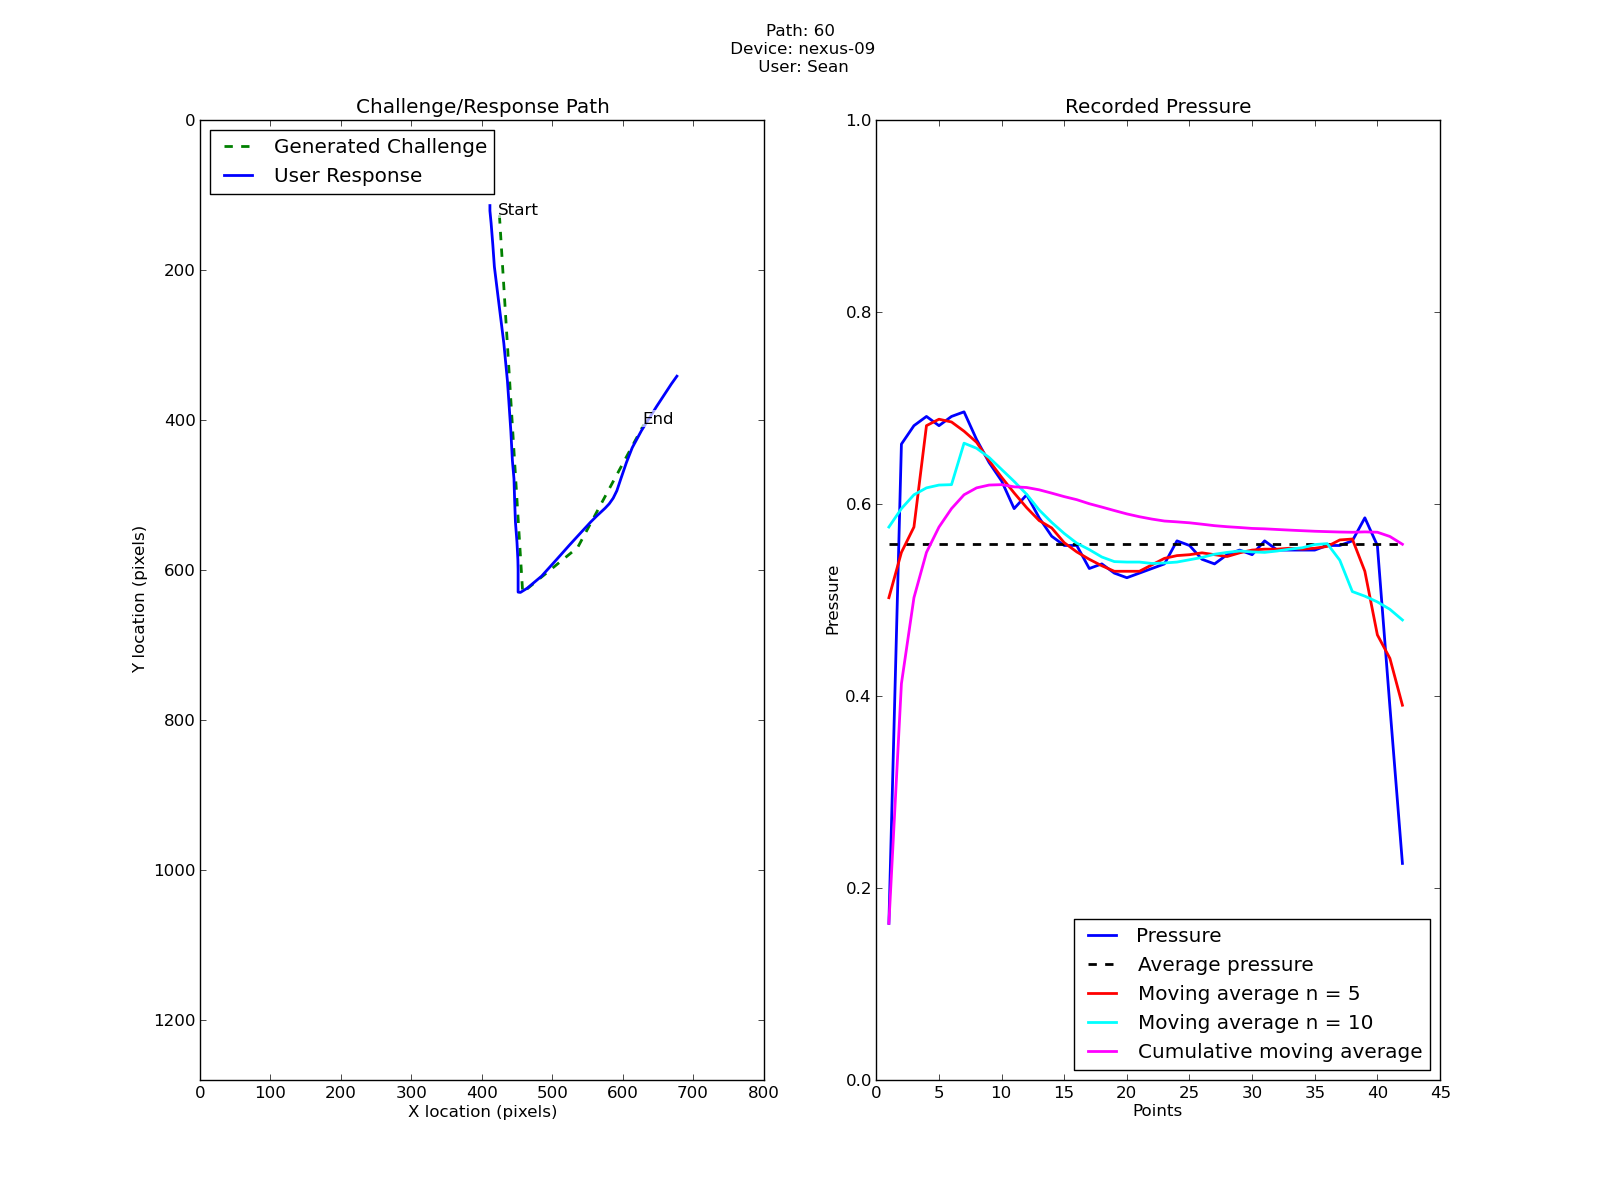 Path: 60
Device: nexus-09
User: Sean
Challenge/Response Path
Generated Challenge
User Response
Start
End
0
200
400
600
800
1000
1200
Y location (pixels)
0 100 200 300 400 500 600 700 800
X location (pixels)
Recorded Pressure
1.0
0.8
0.6
0.4
0.2
0.0
Pressure
Pressure
Average pressure
Moving average n = 5
Moving average n = 10
Cumulative moving average
0 5 10 15 20 25 30 35 40 45
Points